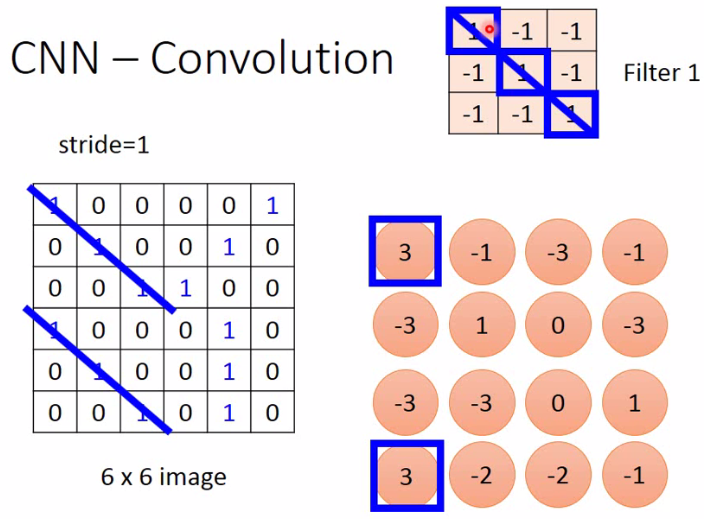 CNN – Convolution
1 -1 -1
-1 1 -1
-1 -1 1
Filter 1
stride=1
1 0 0 0 0 1
0 1 0 0 1 0
0 0 1 1 0 0
1 0 0 0 1 0
0 1 0 0 1 0
0 0 1 0 1 0
6 x 6 image
3 -1 -3 -1
-3 1 0 -3
-3 -3 0 1
3 -2 -2 -1